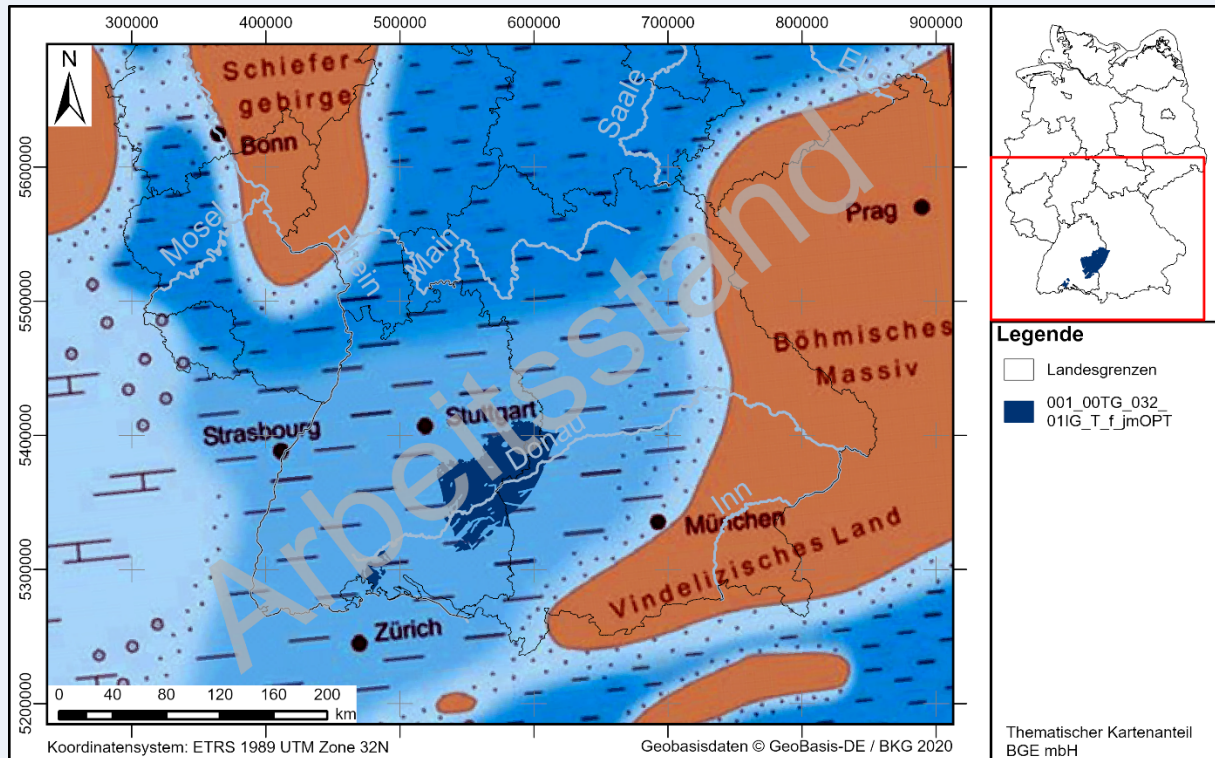 300000 400000 500000 600000 700000 800000 900000
N
Schiefer
gebirge
Bonn
Saale
Prag
Mosel
Rhein
Main
Böhmisches
Massiv
Stuttgart
Strasbourg
Donau
Inn
München
Vindelizisches Land
Zürich
Arbeitsstand
5600000
5500000
5400000
5300000
5200000
0 40 80 120 160 200
km
Koordinatensystem: ETRS 1989 UTM Zone 32N
Geobasisdaten © GeoBasis-DE / BKG 2020
Legende
Landesgrenzen
001_00TG_032_
01IG_T_f_jmOPT
Thematischer Kartenanteil
BGE mbH